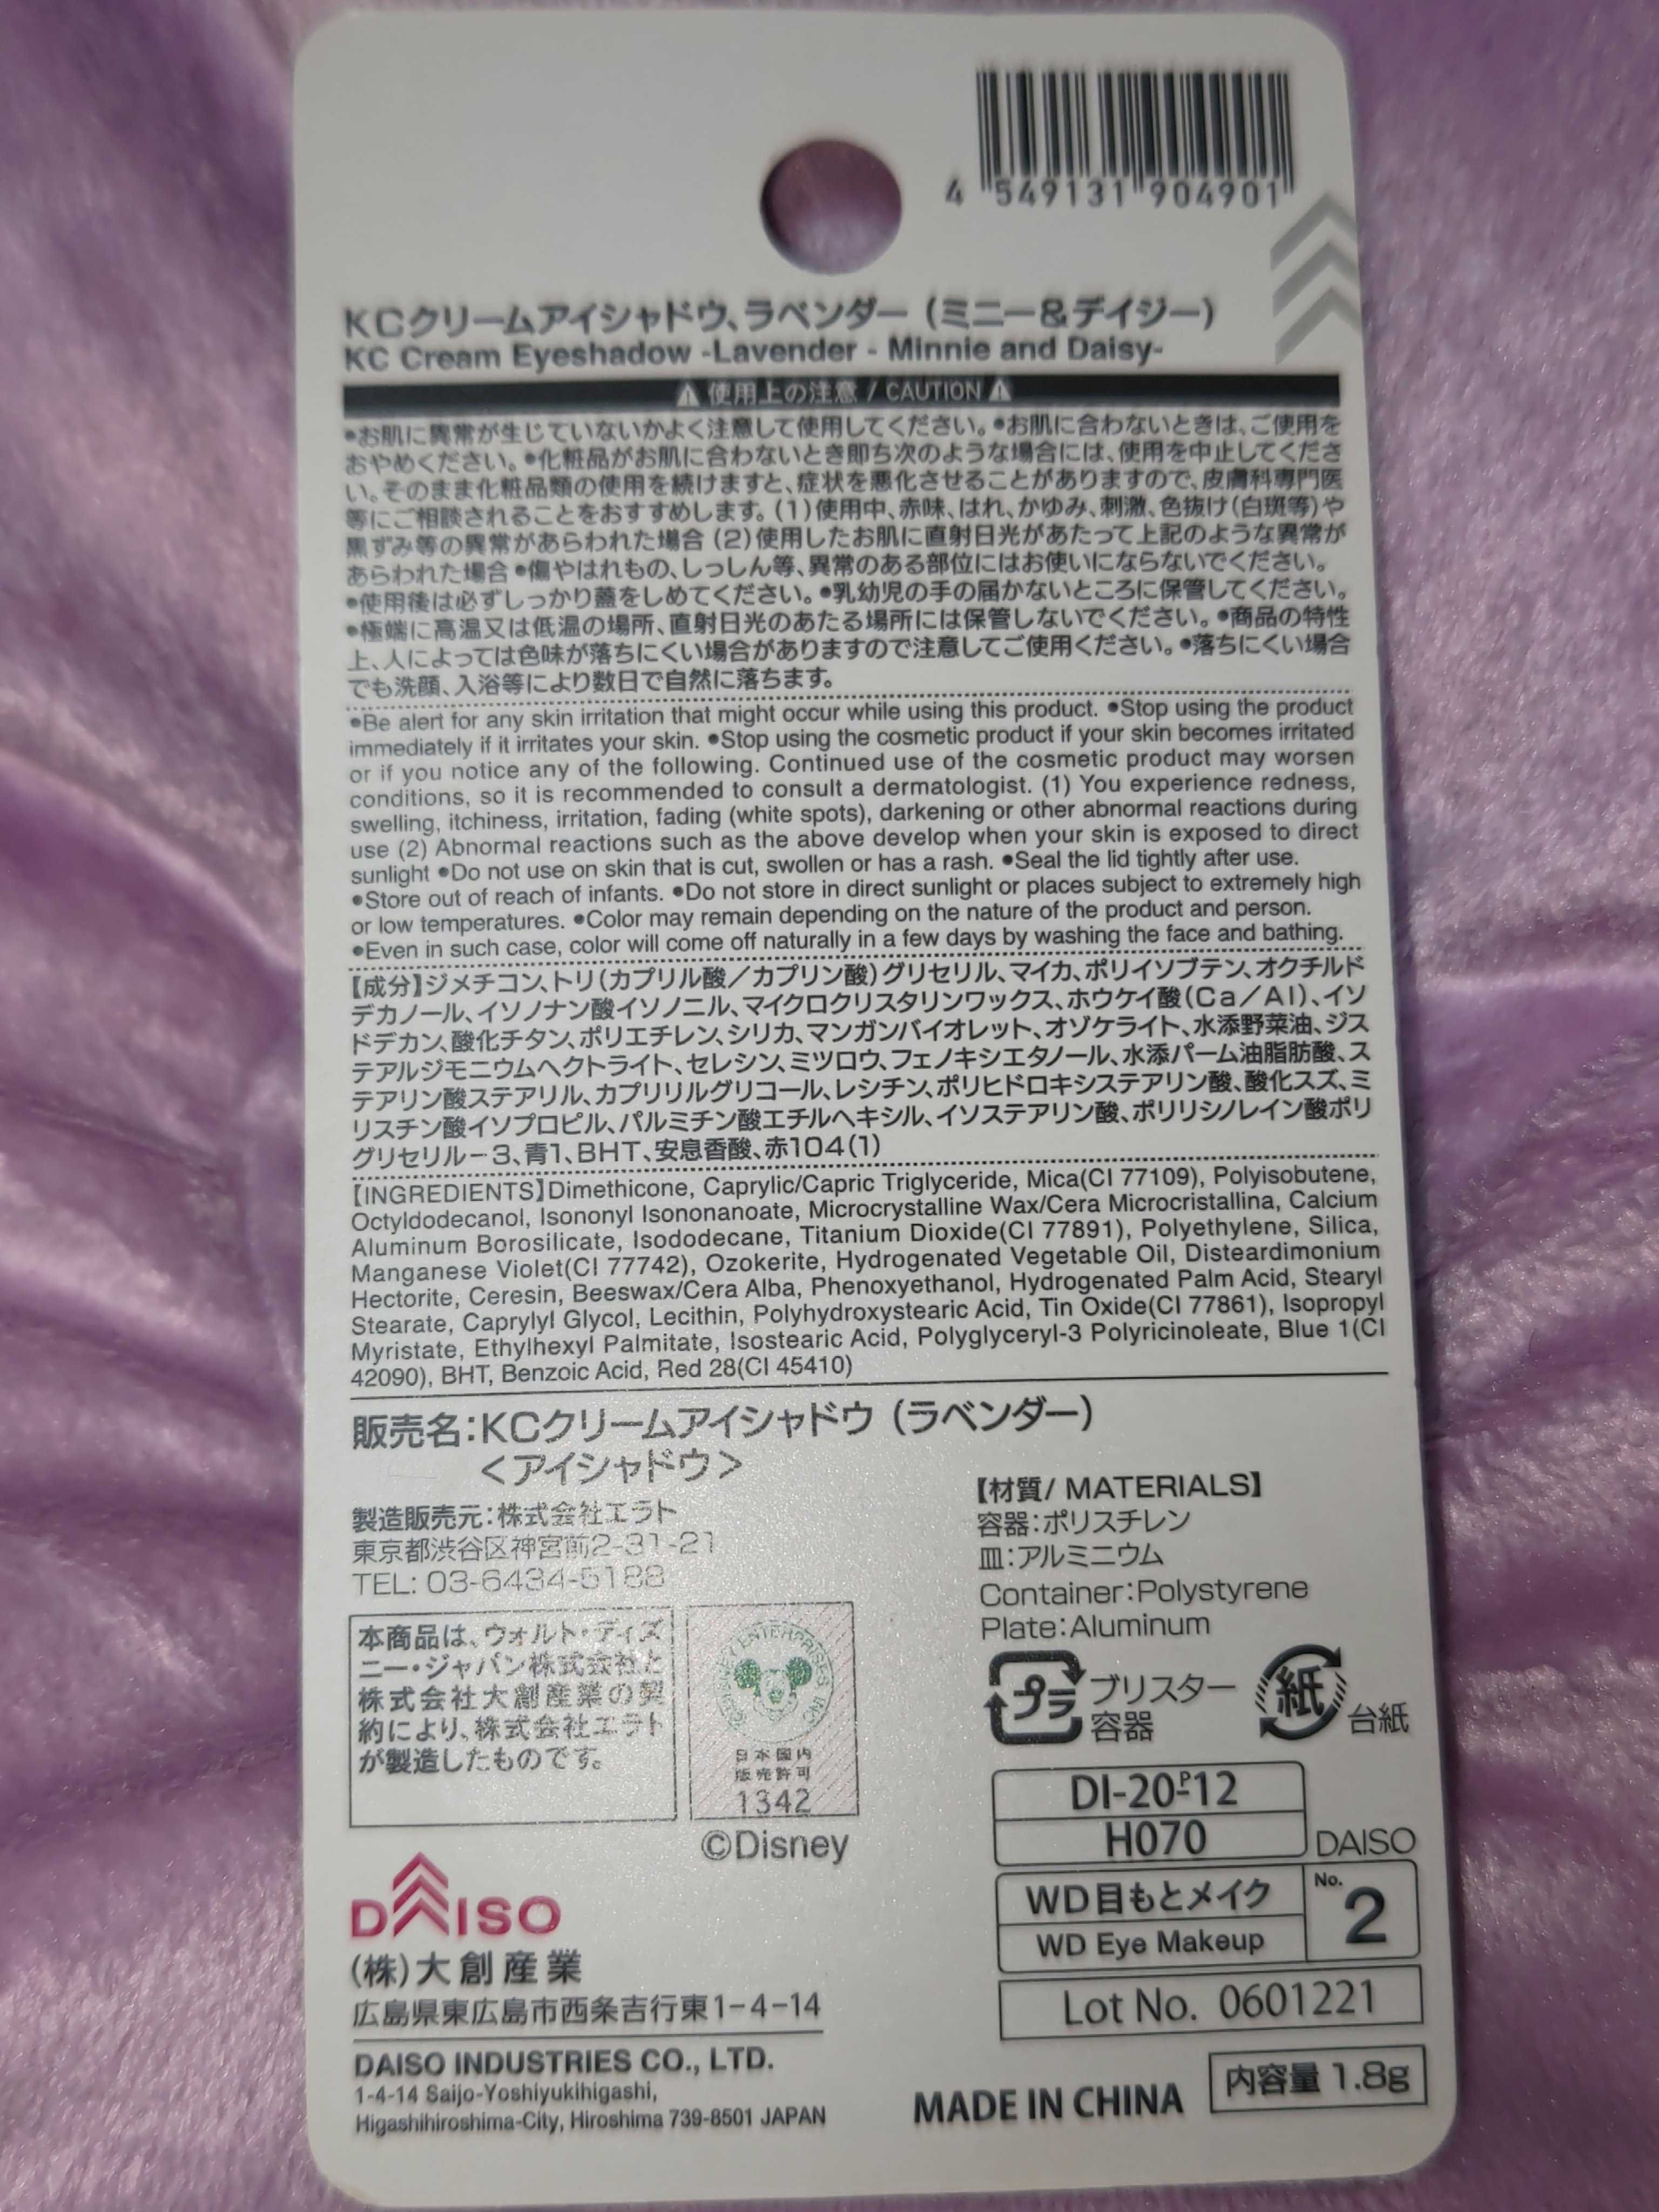 4 549131 904901
KCクリームアイシャドウ、ラベンダー（ミニー＆デイジー）
KC Cream Eyeshadow -Lavender - Minnie and Daisy-
使用上の注意 / CAUTION
●お肌に異常が生じていないかよく注意して使用してください。●お肌に合わないときは、ご使用を
おやめください。●化粧品がお肌に合わないとき即ち次のような場合には、使用を中止してくださ
い。そのまま化粧品類の使用を続けますと、症状を悪化させることがありますので、皮膚科専門医
等にご相談されることをおすすめします。（1）使用中、赤味、はれ、かゆみ、刺激、色抜け（白斑等）や
黒ずみ等の異常があらわれた場合（2）使用したお肌に直射日光があたって上記のような異常が
あらわれた場合●傷やはれもの、しっしん等、異常のある部位にはお使いにならないでください。
●使用後は必ずしっかり蓋をしめてください。●乳幼児の手の届かないところに保管してください。
●極端に高温又は低温の場所、直射日光のあたる場所には保管しないでください。●商品の特性
上、人によっては色味が落ちにくい場合がありますので注意してご使用ください。●落ちにくい場合
でも洗顔、入浴等により数日で自然に落ちます。
●Be alert for any skin irritation that might occur while using this product. ●Stop using the product
immediately if it irritates your skin. ●Stop using the cosmetic product if your skin becomes irritated
or if you notice any of the following. Continued use of the cosmetic product may worsen
conditions, so it is recommended to consult a dermatologist. (1) You experience redness,
swelling, itchiness, irritation, fading (white spots), darkening or other abnormal reactions during
use (2) Abnormal reactions such as the above develop when your skin is exposed to direct
sunlight ●Do not use on skin that is cut, swollen or has a rash. ●Seal the lid tightly after use.
●Store out of reach of infants. ●Do not store in direct sunlight or places subject to extremely high
or low temperatures. ●Color may remain depending on the nature of the product and person.
●Even in such case, color will come off naturally in a few days by washing the face and bathing.
【成分】ジメチコン、トリ（カプリル酸／カプリン酸）グリセリル、マイカ、ポリイソブテン、オクチルド
デカノール、イソノナン酸イソノニル、マイクロクリスタリンワックス、ホウケイ酸（Ca／Al）、イソ
ドデカン、酸化チタン、ポリエチレン、シリカ、マンガンバイオレット、オゾケライト、水添野菜油、ジス
テアルジモニウムヘクトライト、セレシン、ミツロウ、フェノキシエタノール、水添パーム油脂肪酸、ス
テアリン酸ステアリル、カプリリルグリコール、レシチン、ポリヒドロキシステアリン酸、酸化スズ、ミ
リスチン酸イソプロピル、パルミチン酸エチルヘキシル、イソステアリン酸、ポリリシノレイン酸ポリ
グリセリル－3、青1、BHT、安息香酸、赤104（1）
【INGREDIENTS】Dimethicone, Caprylic/Capric Triglyceride, Mica(CI 77109), Polyisobutene,
Octyldodecanol, Isononyl Isononanoate, Microcrystalline Wax/Cera Microcristallina, Calcium
Aluminum Borosilicate, Isododecane, Titanium Dioxide(CI 77891), Polyethylene, Silica,
Manganese Violet(CI 77742), Ozokerite, Hydrogenated Vegetable Oil, Disteardimonium
Hectorite, Ceresin, Beeswax/Cera Alba, Phenoxyethanol, Hydrogenated Palm Acid, Stearyl
Stearate, Caprylyl Glycol, Lecithin, Polyhydroxystearic Acid, Tin Oxide(CI 77861), Isopropyl
Myristate, Ethylhexyl Palmitate, Isostearic Acid, Polyglyceryl-3 Polyricinoleate, Blue 1(CI
42090), BHT, Benzoic Acid, Red 28(CI 45410)
販売名：KCクリームアイシャドウ（ラベンダー）
＜アイシャドウ＞
製造販売元：株式会社エラト
東京都渋谷区神宮前2-31-21
TEL: 03-6434-5188
本商品は、ウォルト・ディズ
ニー・ジャパン株式会社と
株式会社大創産業の契
約により、株式会社エラト
が製造したものです。
©DISNEY ENTERPRISES INC.
日本国内
販売許可
1342
©Disney
【材質/ MATERIALS】
容器：ポリスチレン
皿：アルミニウム
Container：Polystyrene
Plate：Aluminum
プラ ブリスター
容器
紙 台紙
DI-20-P12
H070
DAISO
WD目もとメイク
WD Eye Makeup
No.
2
Lot No. 0601221
DAISO
（株）大創産業
広島県東広島市西条吉行東1-4-14
DAISO INDUSTRIES CO., LTD.
1-4-14 Saijo-Yoshiyukihigashi,
Higashihiroshima-City, Hiroshima 739-8501 JAPAN
MADE IN CHINA
内容量 1.8g